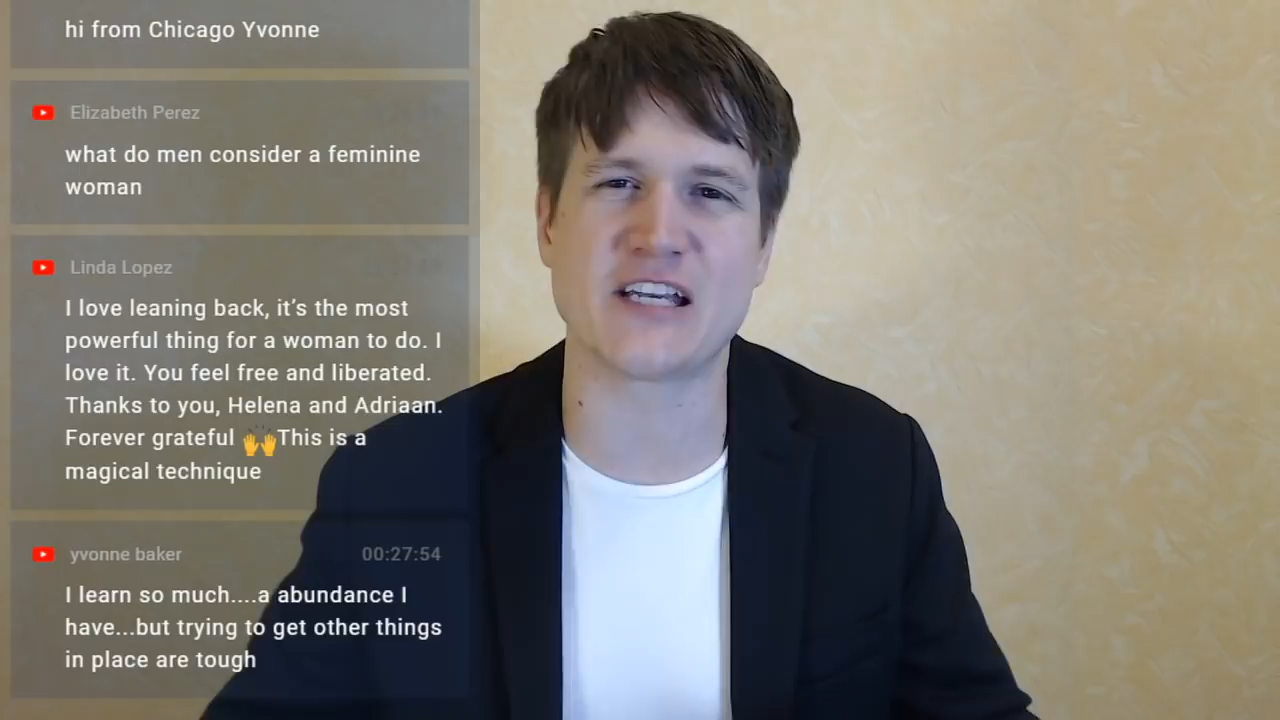 hi from Chicago Yvonne
Elizabeth Perez
what do men consider a feminine
woman
Linda Lopez
I love leaning back, it’s the most
powerful thing for a woman to do. I
love it. You feel free and liberated.
Thanks to you, Helena and Adriaan.
Forever grateful 🙌This is a
magical technique
yvonne baker
00:27:54
I learn so much....a abundance I
have...but trying to get other things
in place are tough